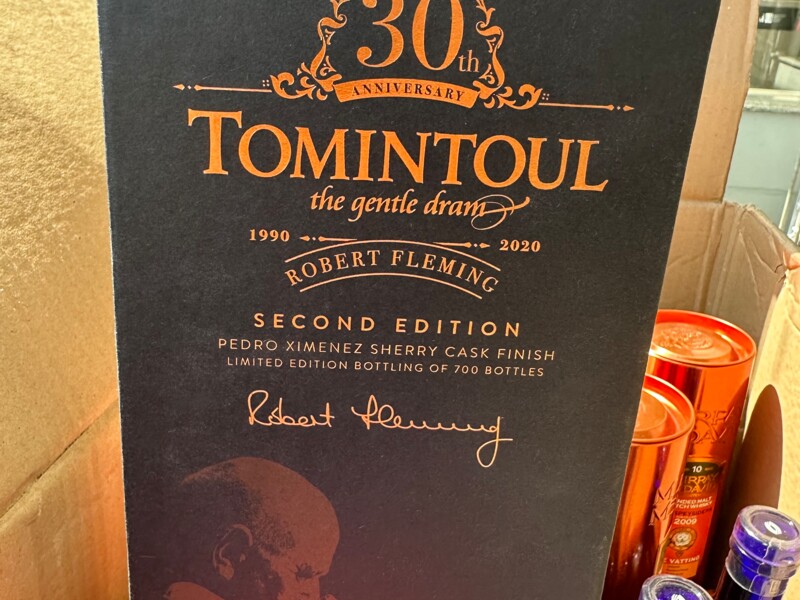 30th
ANNIVERSARY
TOMINTOUL
the gentle dram
1990 2020
ROBERT FLEMING
SECOND EDITION
PEDRO XIMENEZ SHERRY CASK FINISH
LIMITED EDITION BOTTLING OF 700 BOTTLES
Robert Fleming
10
2009